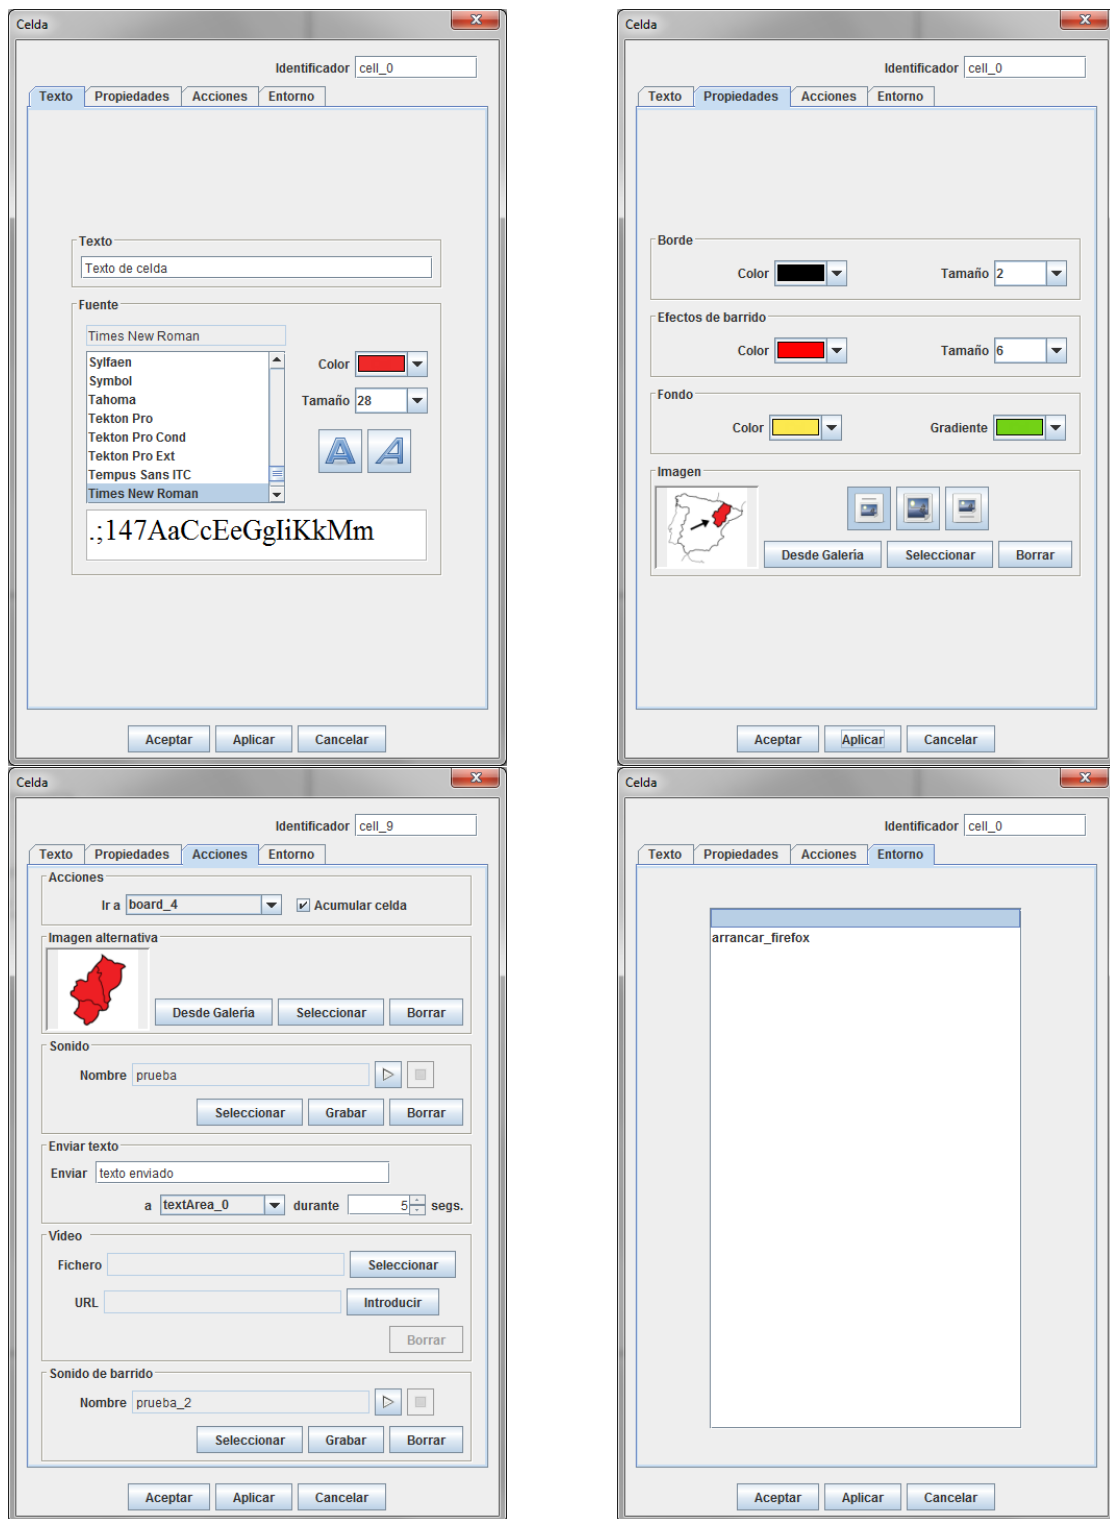 Celda
Identificador cell_0
Texto Propiedades Acciones Entorno
Texto
Texto de celda
Fuente
Times New Roman
Sylfaen
Symbol
Tahoma
Tekton Pro
Tekton Pro Cond
Tekton Pro Ext
Tempus Sans ITC
Times New Roman
Color
Tamaño 28
A A
.;147AaCcEeGgIiKkMm
Aceptar Aplicar Cancelar
Celda
Identificador cell_0
Texto Propiedades Acciones Entorno
Borde
Color Tamaño 2
Efectos de barrido
Color Tamaño 6
Fondo
Color Gradiente
Imagen
Desde Galería Seleccionar Borrar
Aceptar Aplicar Cancelar
Celda
Identificador cell_9
Texto Propiedades Acciones Entorno
Acciones
Ir a board_4 Acumular celda
Imagen alternativa
Desde Galería Seleccionar Borrar
Sonido
Nombre prueba
Seleccionar Grabar Borrar
Enviar texto
Enviar texto enviado
a textArea_0 durante 5 segs.
Vídeo
Fichero Seleccionar
URL Introducir
Borrar
Sonido de barrido
Nombre prueba_2
Seleccionar Grabar Borrar
Aceptar Aplicar Cancelar
Celda
Identificador cell_0
Texto Propiedades Acciones Entorno
arrancar_firefox
Aceptar Aplicar Cancelar